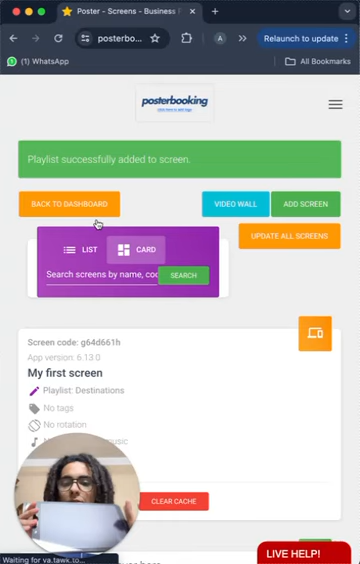 Poster - Screens - Business
posterbo...
A
Relaunch to update
(1) WhatsApp
All Bookmarks
posterbooking
Playlist successfully added to screen.
BACK TO DASHBOARD
VIDEO WALL
ADD SCREEN
UPDATE ALL SCREENS
LIST
CARD
Search screens by name, co
SEARCH
Screen code: g64d661h
App version: 6.13.0
My first screen
Playlist: Destinations
No tags
No rotation
music
CLEAR CACHE
Waiting for va.tawk.to...
LIVE HELP!